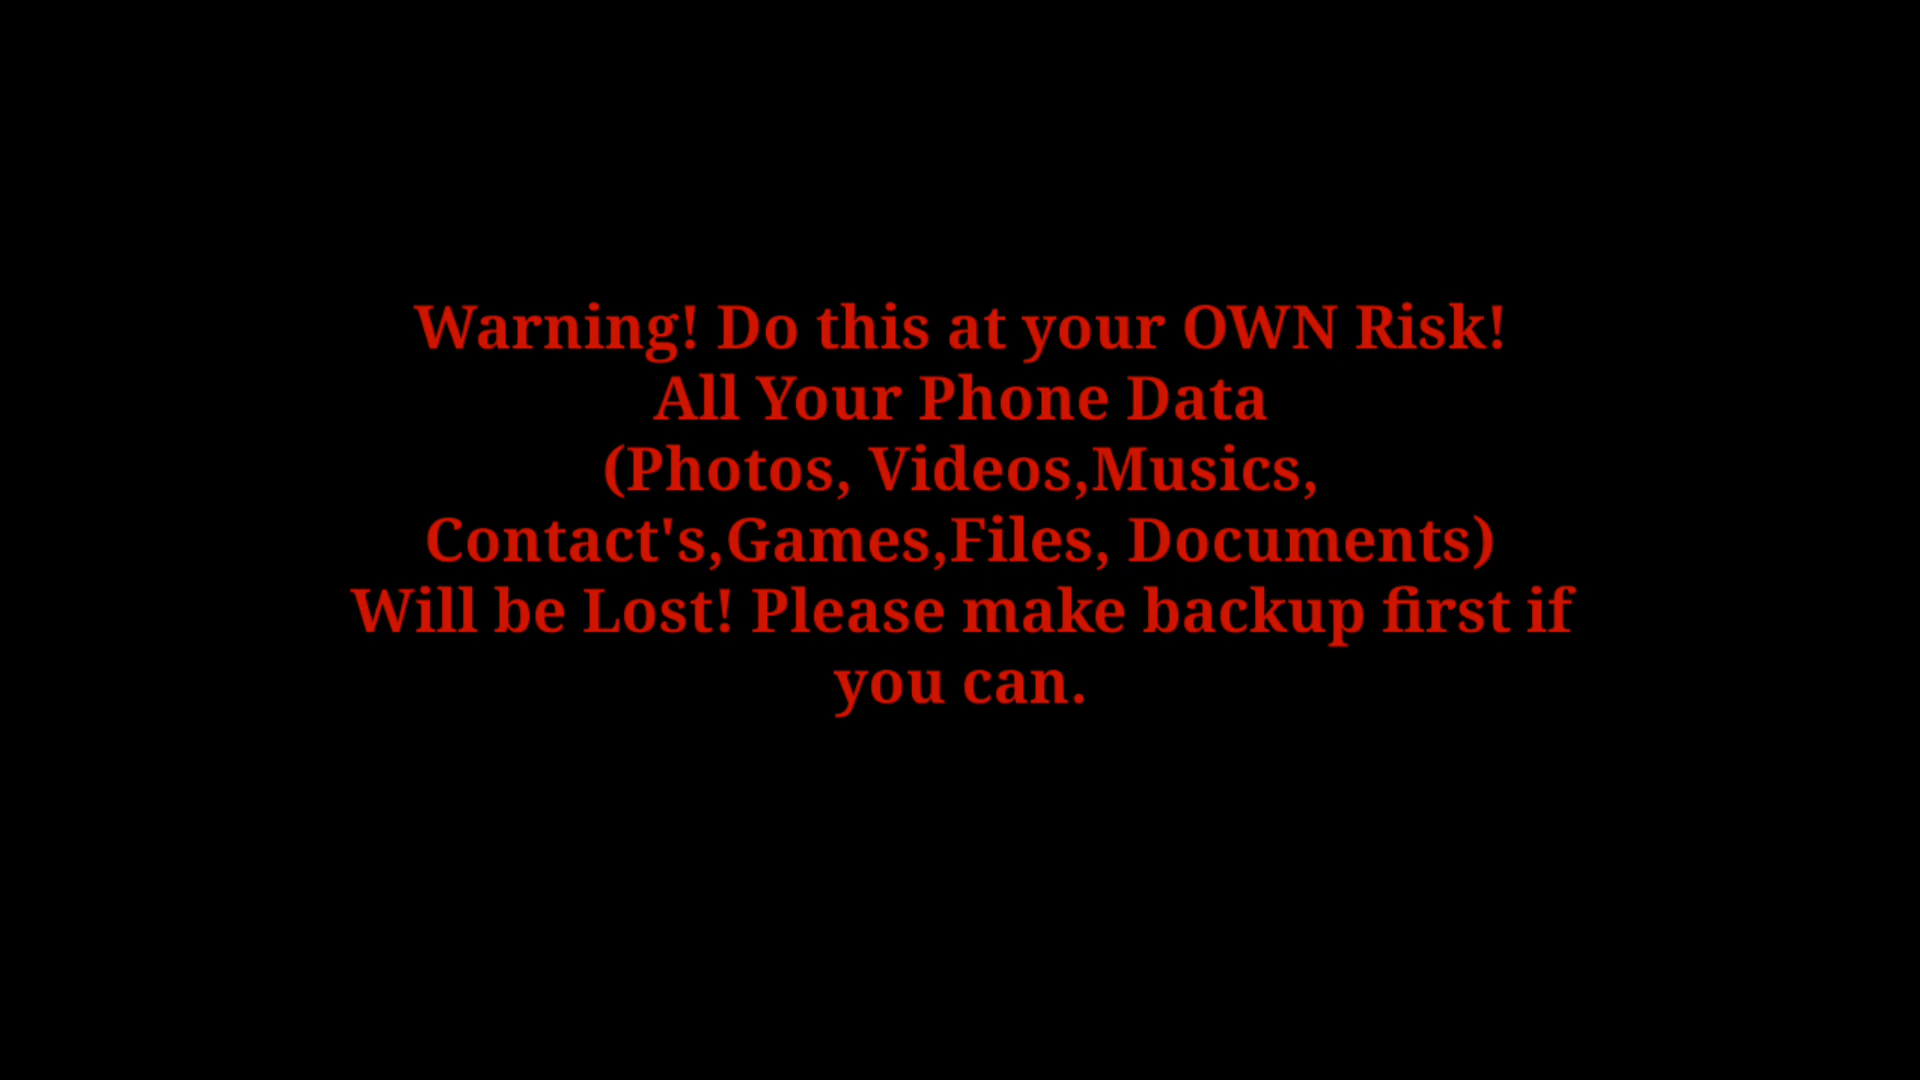 Warning! Do this at your OWN Risk!
All Your Phone Data
(Photos, Videos,Musics,
Contact's,Games,Files, Documents)
Will be Lost! Please make backup first if
you can.